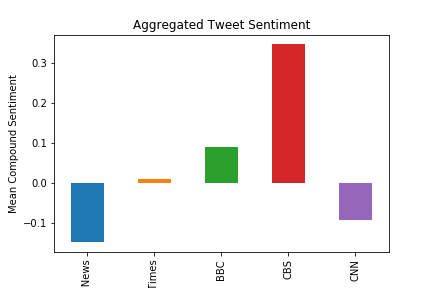 Aggregated Tweet Sentiment
Mean Compound Sentiment
0.3
0.2
0.1
0.0
−0.1
News
Times
BBC
CBS
CNN